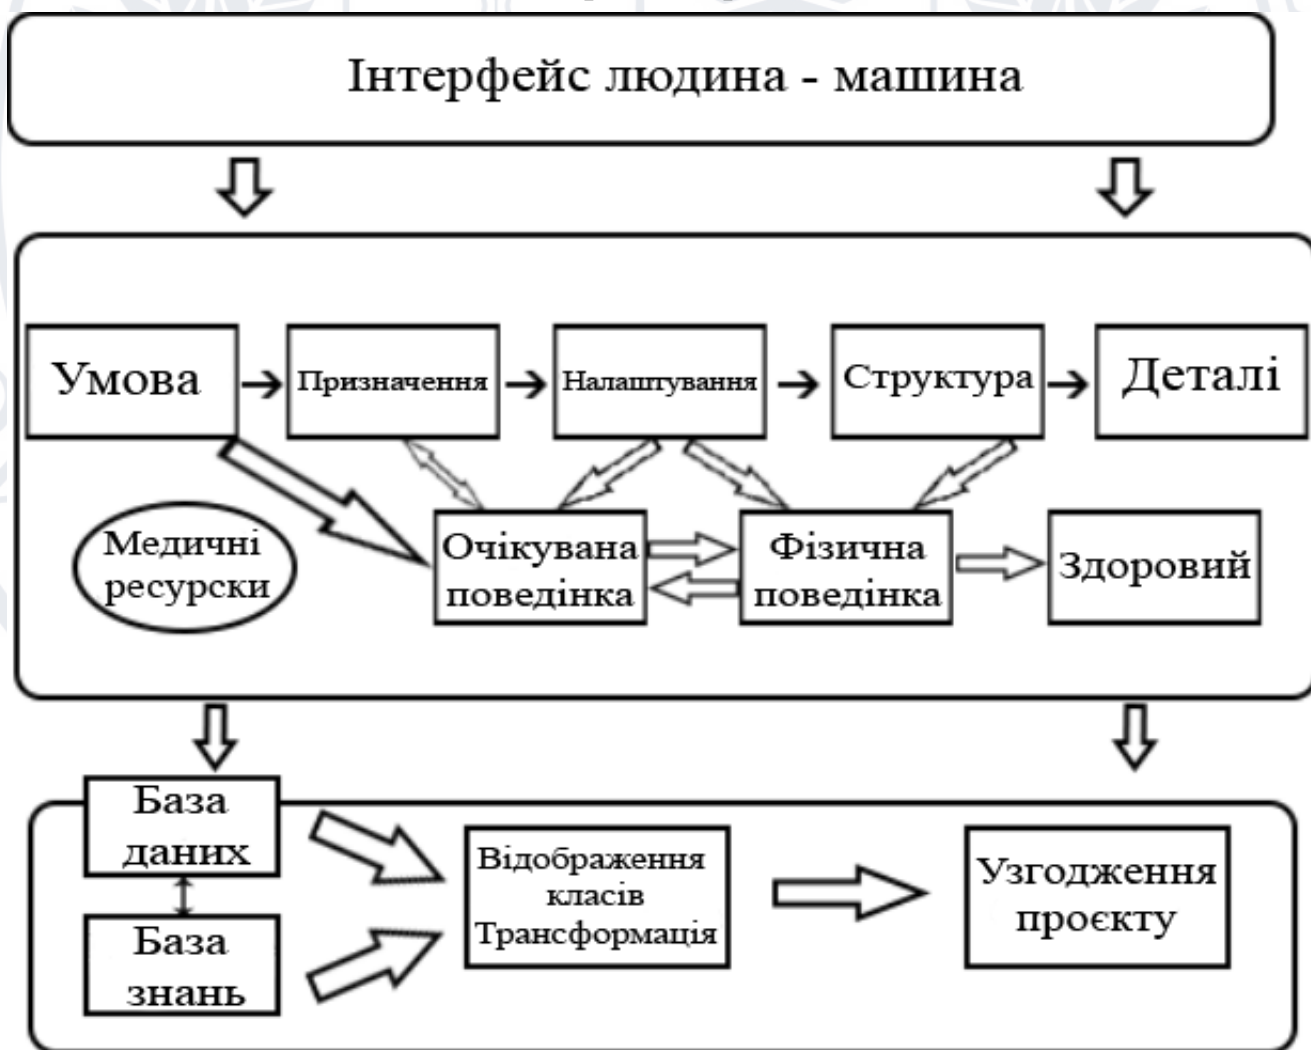 Інтерфейс людина - машина
Умова
Призначення
Налаштування
Структура
Деталі
Медичні
ресурски
Очікувана
поведінка
Фізична
поведінка
Здоровий
База
даних
База
знань
Відображення
класів
Трансформація
Узгодження
проєкту